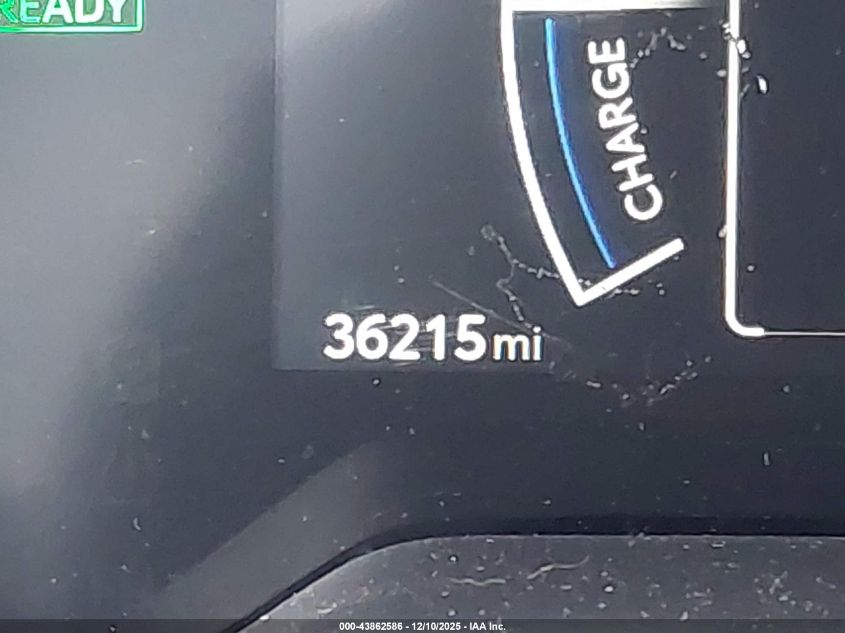 READY
CHARGE
36215mi
000-43862586 - 12/10/2025 - IAA Inc.